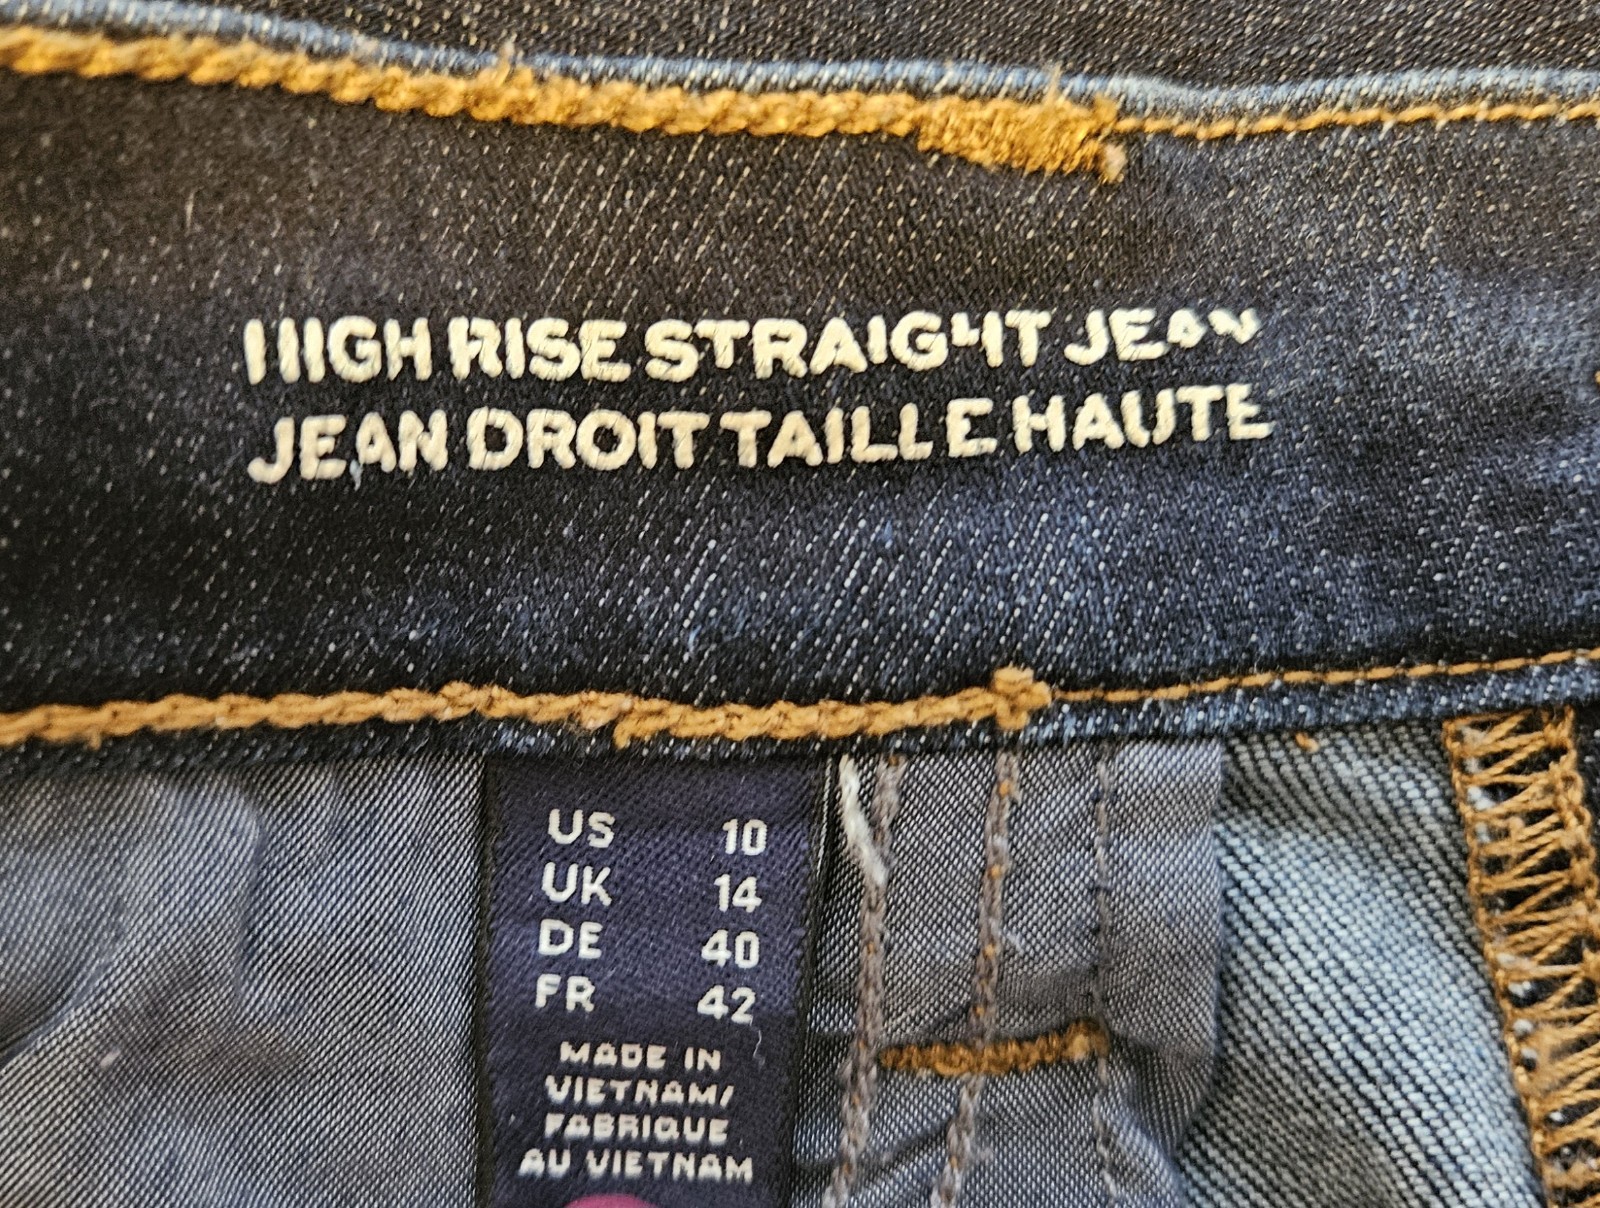 HIGH RISE STRAIGHT JEAN
JEAN DROIT TAILLE HAUTE
US 10
UK 14
DE 40
FR 42
MADE IN
VIETNAM/
FABRIQUE
AU VIETNAM